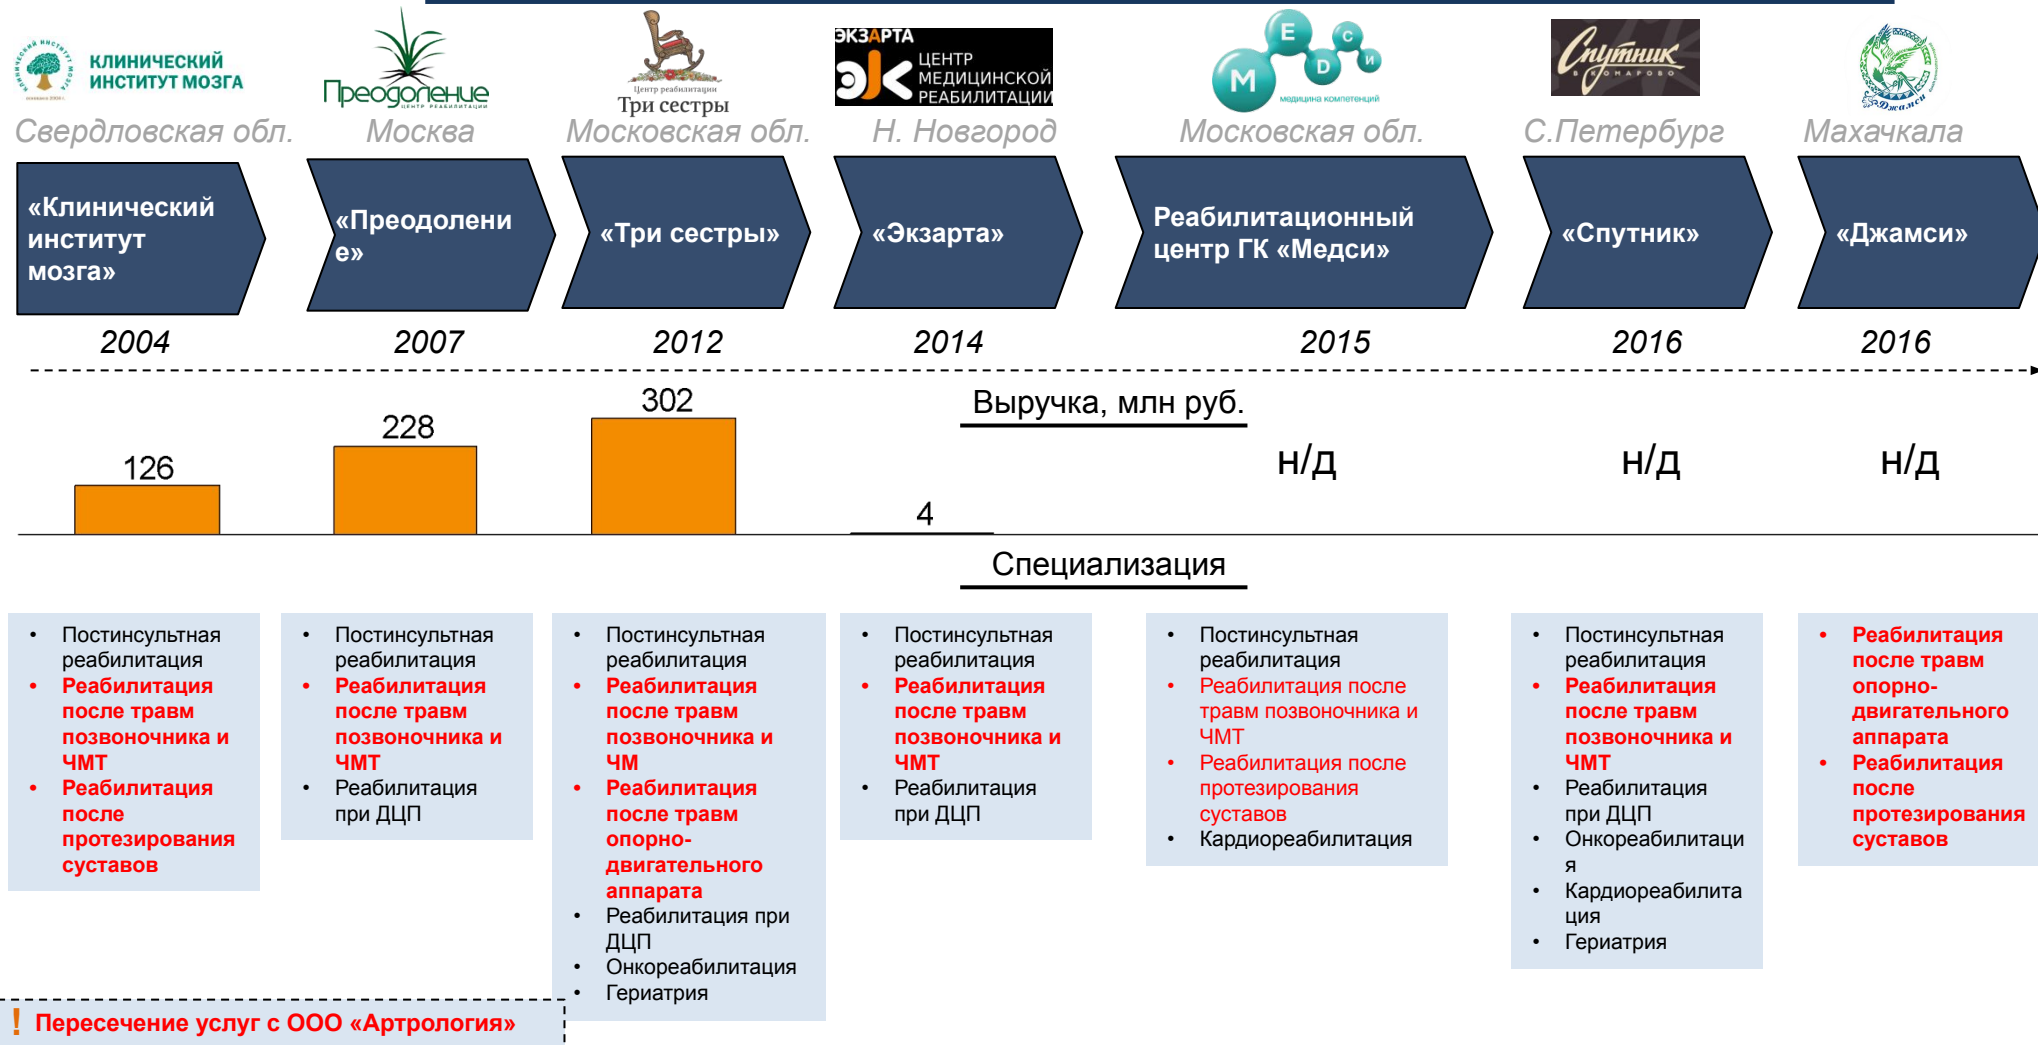 КЛИНИЧЕСКИЙ
ИНСТИТУТ МОЗГА
Преодоление
ЦЕНТР РЕАБИЛИТАЦИИ
Центр реабилитации
Три сестры
ЭКЗАРТА
ЭК
ЦЕНТР
МЕДИЦИНСКОЙ
РЕАБИЛИТАЦИИ
М Е D С И
медицина компетенций
Спутник
В КОМАРОВО
Джамси
Свердловская обл.
Москва
Московская обл.
Н. Новгород
Московская обл.
С.Петербург
Махачкала
«Клинический
институт
мозга»
«Преодолени
е»
«Три сестры»
«Экзарта»
Реабилитационный
центр ГК «Медси»
«Спутник»
«Джамси»
2004
2007
2012
2014
2015
2016
2016
Выручка, млн руб.
126
228
302
4
н/д
н/д
н/д
Специализация
• Постинсультная
реабилитация
• Реабилитация
после травм
позвоночника и
ЧМТ
• Реабилитация
после
протезирования
суставов
• Постинсультная
реабилитация
• Реабилитация
после травм
позвоночника и
ЧМТ
• Реабилитация
при ДЦП
• Постинсультная
реабилитация
• Реабилитация
после травм
позвоночника и
ЧМ
• Реабилитация
после травм
опорно-
двигательного
аппарата
• Реабилитация при
ДЦП
• Онкореабилитация
• Гериатрия
• Постинсультная
реабилитация
• Реабилитация
после травм
позвоночника и
ЧМТ
• Реабилитация
при ДЦП
• Постинсультная
реабилитация
• Реабилитация после
травм позвоночника и
ЧМТ
• Реабилитация после
протезирования
суставов
• Кардиореабилитация
• Постинсультная
реабилитация
• Реабилитация
после травм
позвоночника и
ЧМТ
• Реабилитация
при ДЦП
• Онкореабилитаци
я
• Кардиореабилита
ция
• Гериатрия
• Реабилитация
после травм
опорно-
двигательного
аппарата
• Реабилитация
после
протезирования
суставов
! Пересечение услуг с ООО «Артрология»